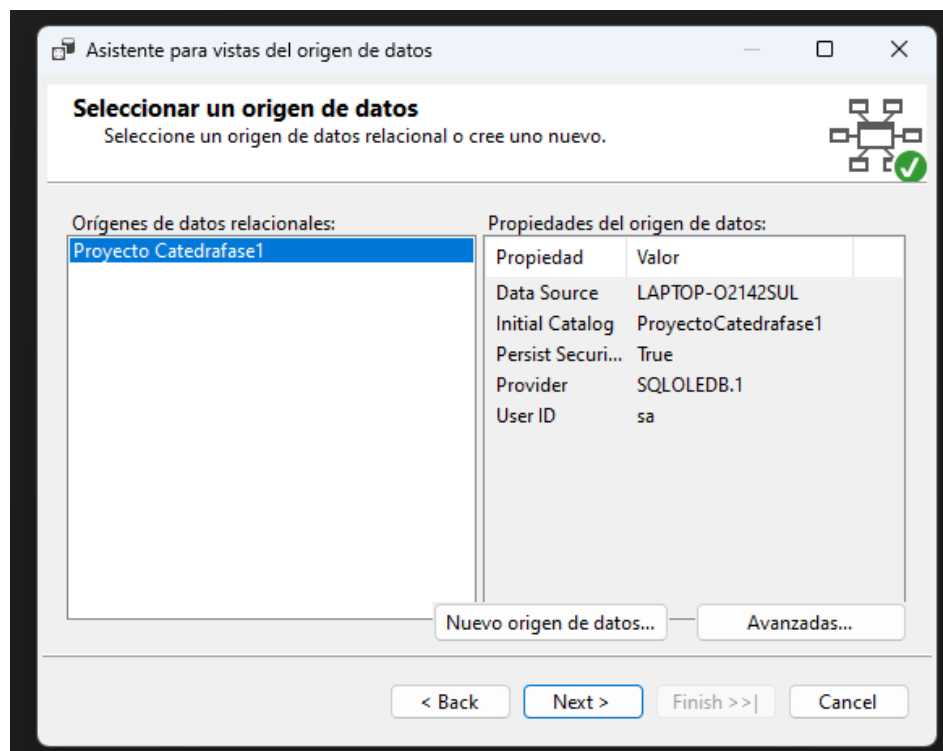 Asistente para vistas del origen de datos
Seleccionar un origen de datos
Seleccione un origen de datos relacional o cree uno nuevo.
Orígenes de datos relacionales:
Proyecto Catedrafase1
Propiedades del origen de datos:
Propiedad Valor
Data Source LAPTOP-O2142SUL
Initial Catalog ProyectoCatedrafase1
Persist Securi... True
Provider SQLOLEDB.1
User ID sa
Nuevo origen de datos... Avanzadas...
< Back Next > Finish >>| Cancel